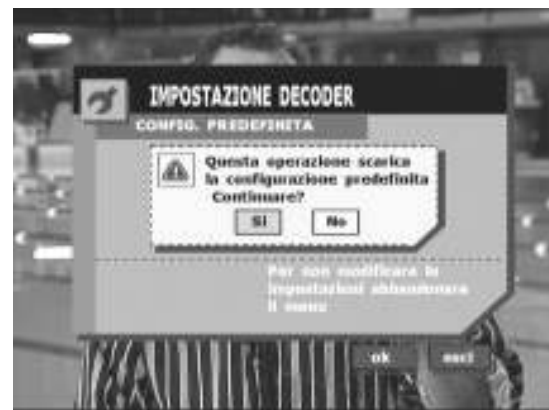 IMPOSTAZIONE DECODER
CONFIG. PREDEFINITA
Questa operazione scarica
la configurazione predefinita
Continuare?
Si No
Per non modificare le
impostazioni abbandonare
il menu
ok esci